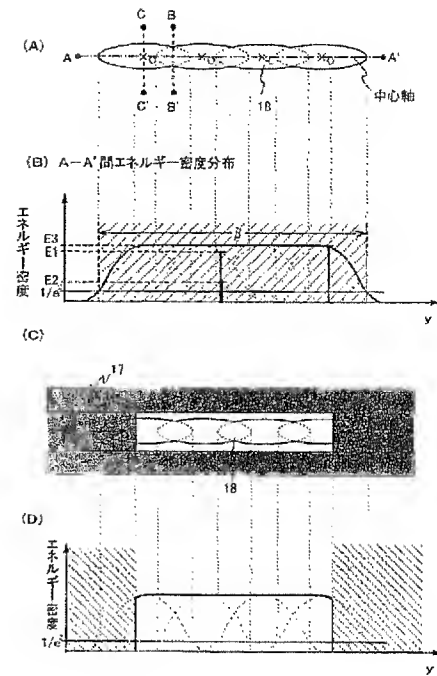 (A)
C B
A O O O O A'
C' B' 18 中心軸
(B) A-A'間エネルギー密度分布
エネルギー密度
E3
E1
E2
1/e²
β
y
(C)
17
18
(D)
エネルギー密度
1/e²
y